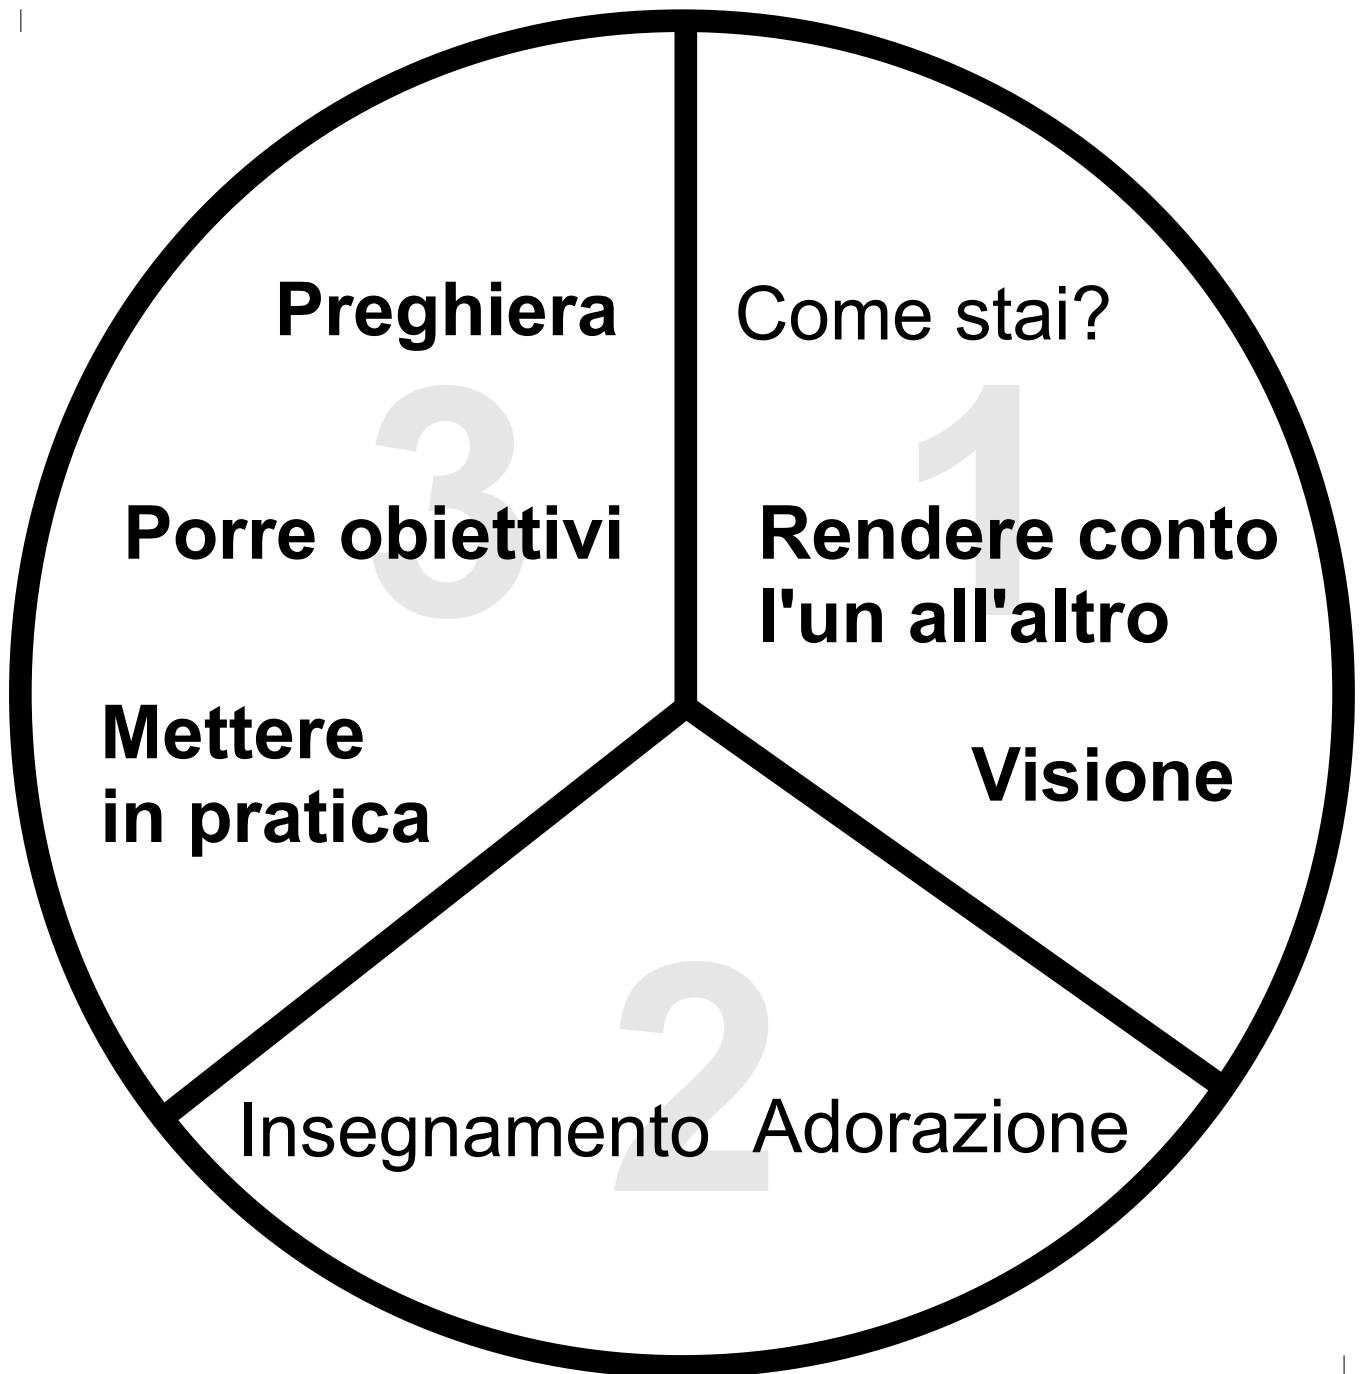 Preghiera
Come stai?
3
1
Porre obiettivi
Rendere conto
l'un all'altro
Mettere
in pratica
Visione
2
Insegnamento
Adorazione